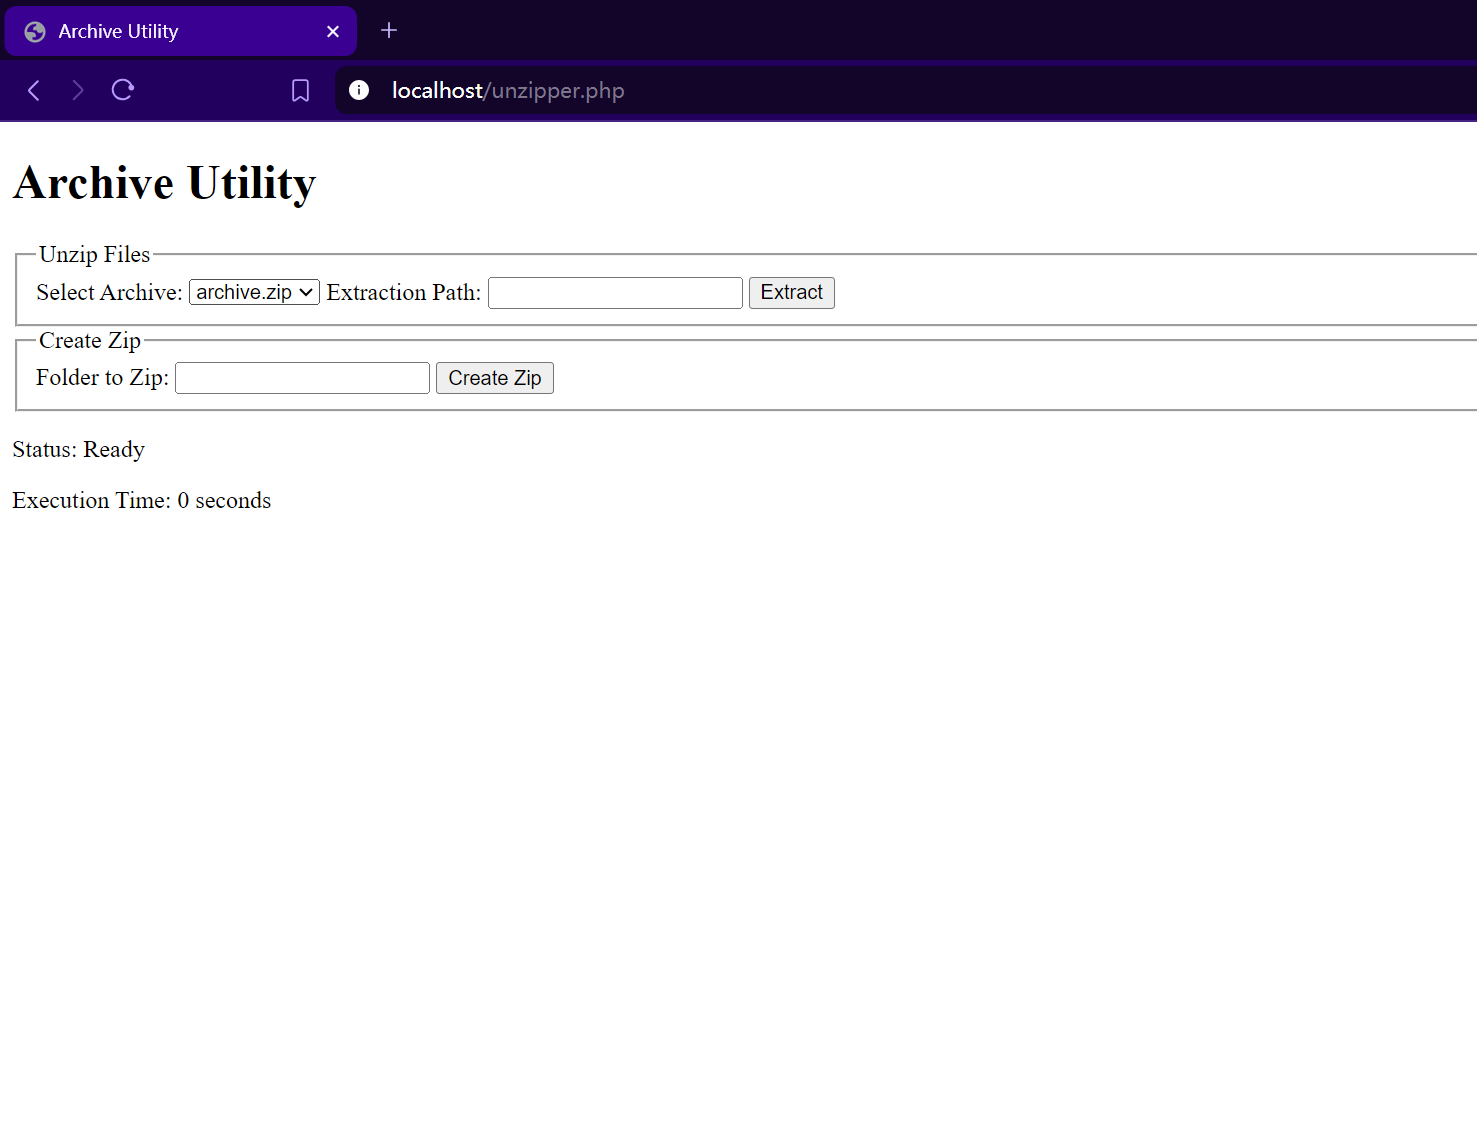 Archive Utility
localhost/unzipper.php
Archive Utility
Unzip Files
Select Archive: archive.zip Extraction Path: Extract
Create Zip
Folder to Zip: Create Zip
Status: Ready
Execution Time: 0 seconds